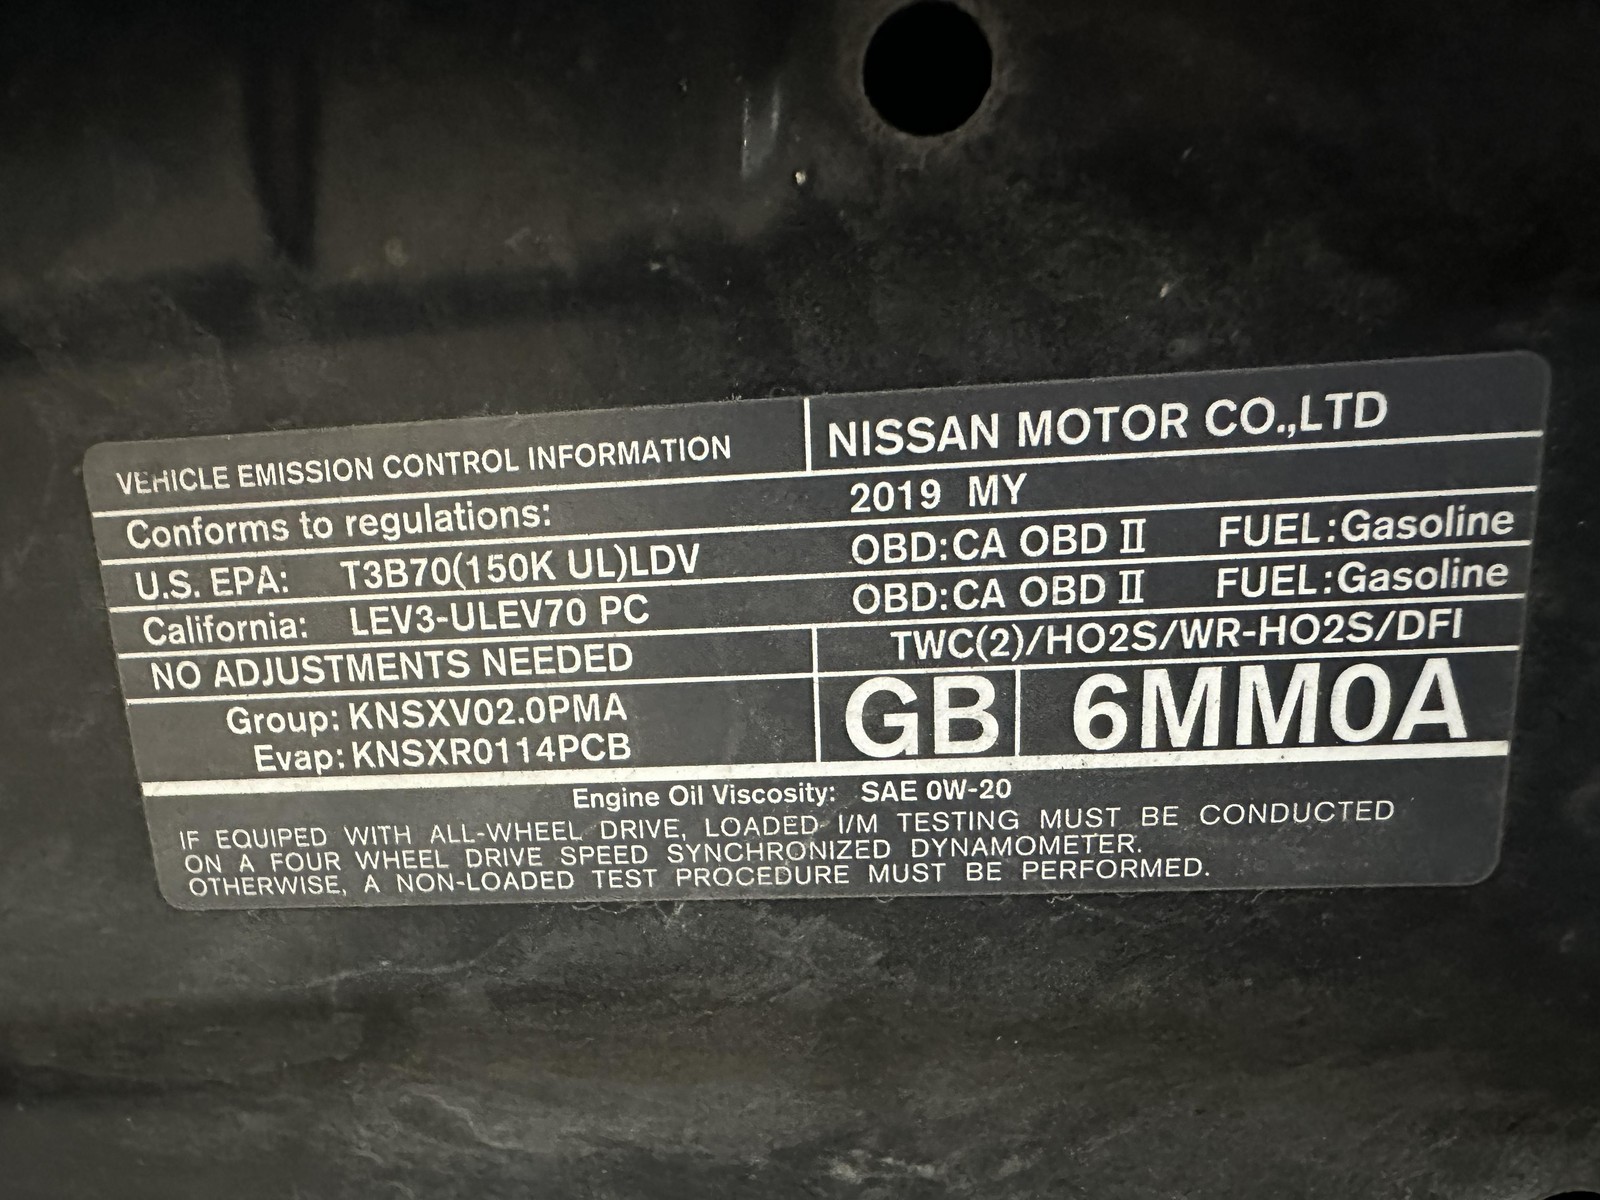 VEHICLE EMISSION CONTROL INFORMATION NISSAN MOTOR CO.,LTD
Conforms to regulations: 2019 MY
U.S. EPA: T3B70(150K UL)LDV OBD:CA OBD II FUEL:Gasoline
California: LEV3-ULEV70 PC OBD:CA OBD II FUEL:Gasoline
NO ADJUSTMENTS NEEDED TWC(2)/HO2S/WR-HO2S/DFI
Group: KNSXV02.0PMA GB 6MM0A
Evap: KNSXR0114PCB
Engine Oil Viscosity: SAE 0W-20
IF EQUIPED WITH ALL-WHEEL DRIVE, LOADED I/M TESTING MUST BE CONDUCTED
ON A FOUR WHEEL DRIVE SPEED SYNCHRONIZED DYNAMOMETER.
OTHERWISE, A NON-LOADED TEST PROCEDURE MUST BE PERFORMED.